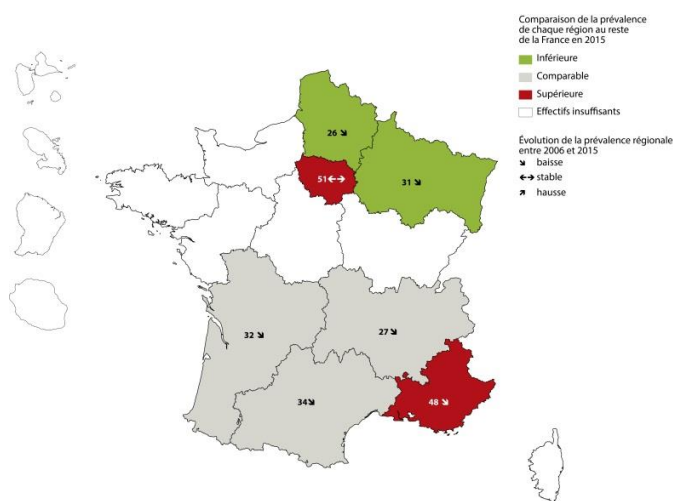 Comparaison de la prévalence
de chaque région au reste
de la France en 2015
Inférieure
Comparable
Supérieure
Effectifs insuffisants
Évolution de la prévalence régionale
entre 2006 et 2015
↘ baisse
↔ stable
↗ hausse
26 ↘
51 ↔
31 ↘
32 ↘
27 ↘
34 ↘
48 ↘